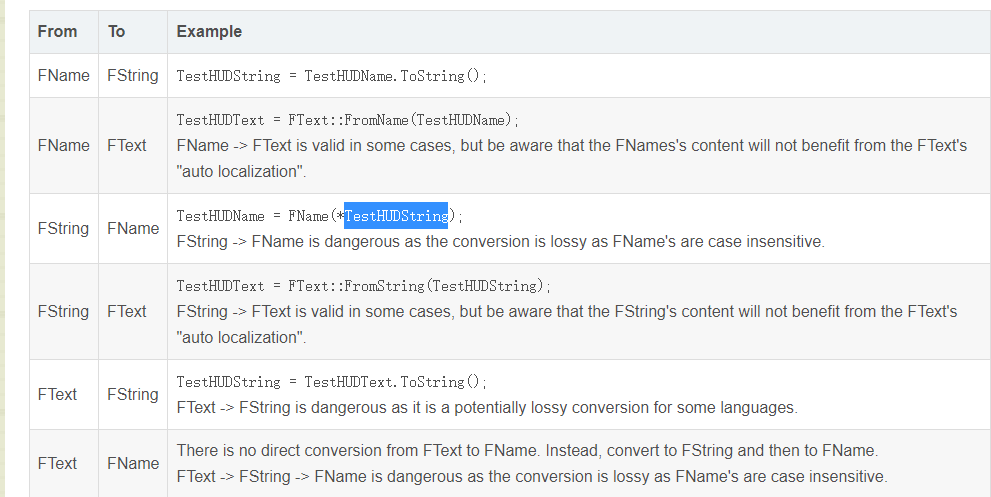 From To Example
FName FString TestHUDString = TestHUDName.ToString();
TestHUDText = FText::FromName(TestHUDName);
FName FText FName -> FText is valid in some cases, but be aware that the FNames's content will not benefit from the FText's
"auto localization".
TestHUDName = FName(*TestHUDString);
FString FName FString -> FName is dangerous as the conversion is lossy as FName's are case insensitive.
TestHUDText = FText::FromString(TestHUDString);
FString FText FString -> FText is valid in some cases, but be aware that the FString's content will not benefit from the FText's
"auto localization".
TestHUDString = TestHUDText.ToString();
FText FString FText -> FString is dangerous as it is a potentially lossy conversion for some languages.
There is no direct conversion from FText to FName. Instead, convert to FString and then to FName.
FText FName FText -> FString -> FName is dangerous as the conversion is lossy as FName's are case insensitive.